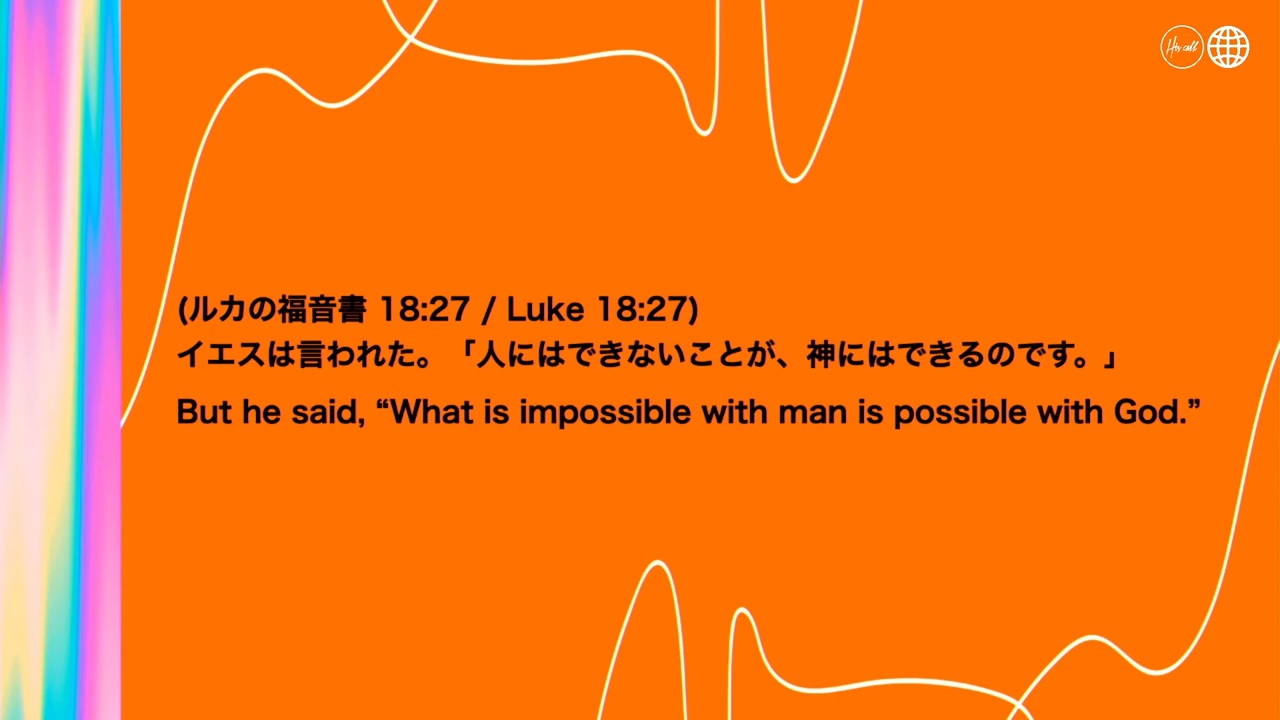 His call
(ルカの福音書 18:27 / Luke 18:27)
イエスは言われた。「人にはできないことが、神にはできるのです。」
But he said, “What is impossible with man is possible with God.”